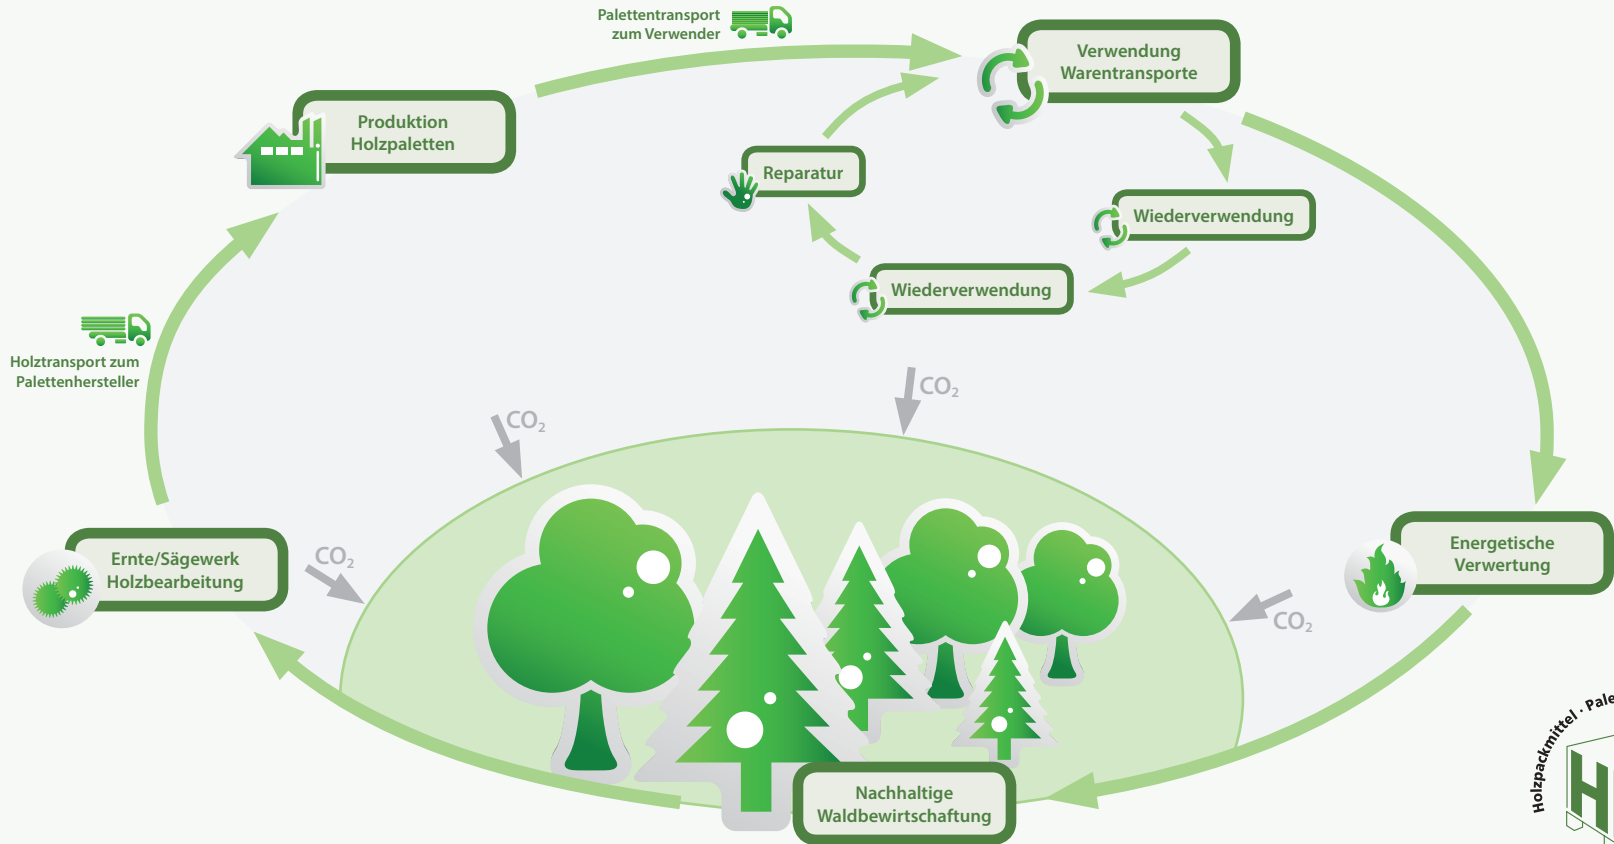 Palettentransport
zum Verwender
Verwendung
Warentransporte
Produktion
Holzpaletten
Reparatur
Wiederverwendung
Wiederverwendung
Holztransport zum
Palettenhersteller
CO₂
CO₂
CO₂
CO₂
Ernte/Sägewerk
Holzbearbeitung
Energetische
Verwertung
Nachhaltige
Waldbewirtschaftung
Holzpackmittel ·
H